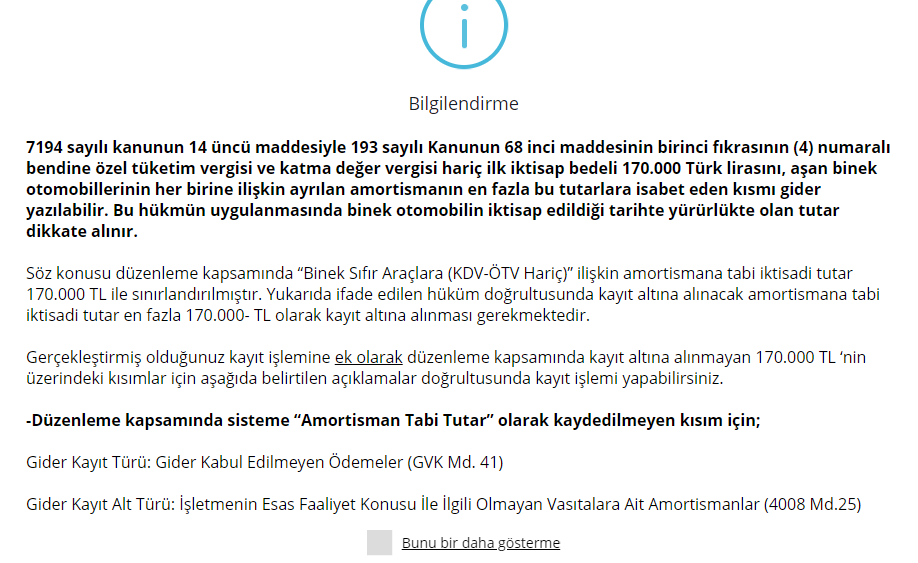 Bilgilendirme
7194 sayılı kanunun 14 üncü maddesiyle 193 sayılı Kanunun 68 inci maddesinin birinci fıkrasının (4) numaralı
bendine özel tüketim vergisi ve katma değer vergisi hariç ilk iktisap bedeli 170.000 Türk lirasını, aşan binek
otomobillerinin her birine ilişkin ayrılan amortismanın en fazla bu tutarlara isabet eden kısmı gider
yazılabilir. Bu hükmün uygulanmasında binek otomobilin iktisap edildiği tarihte yürürlükte olan tutar
dikkate alınır.
Söz konusu düzenleme kapsamında “Binek Sıfır Araçlara (KDV-ÖTV Hariç)” ilişkin amortismana tabi iktisadi tutar
170.000 TL ile sınırlandırılmıştır. Yukarıda ifade edilen hüküm doğrultusunda kayıt altına alınacak amortismana tabi
iktisadi tutar en fazla 170.000- TL olarak kayıt altına alınması gerekmektedir.
Gerçekleştirmiş olduğunuz kayıt işlemine ek olarak düzenleme kapsamında kayıt altına alınmayan 170.000 TL ‘nin
üzerindeki kısımlar için aşağıda belirtilen açıklamalar doğrultusunda kayıt işlemi yapabilirsiniz.
-Düzenleme kapsamında sisteme “Amortisman Tabi Tutar” olarak kaydedilmeyen kısım için;
Gider Kayıt Türü: Gider Kabul Edilmeyen Ödemeler (GVK Md. 41)
Gider Kayıt Alt Türü: İşletmenin Esas Faaliyet Konusu İle İlgili Olmayan Vasıtalara Ait Amortismanlar (4008 Md.25)
Bunu bir daha gösterme